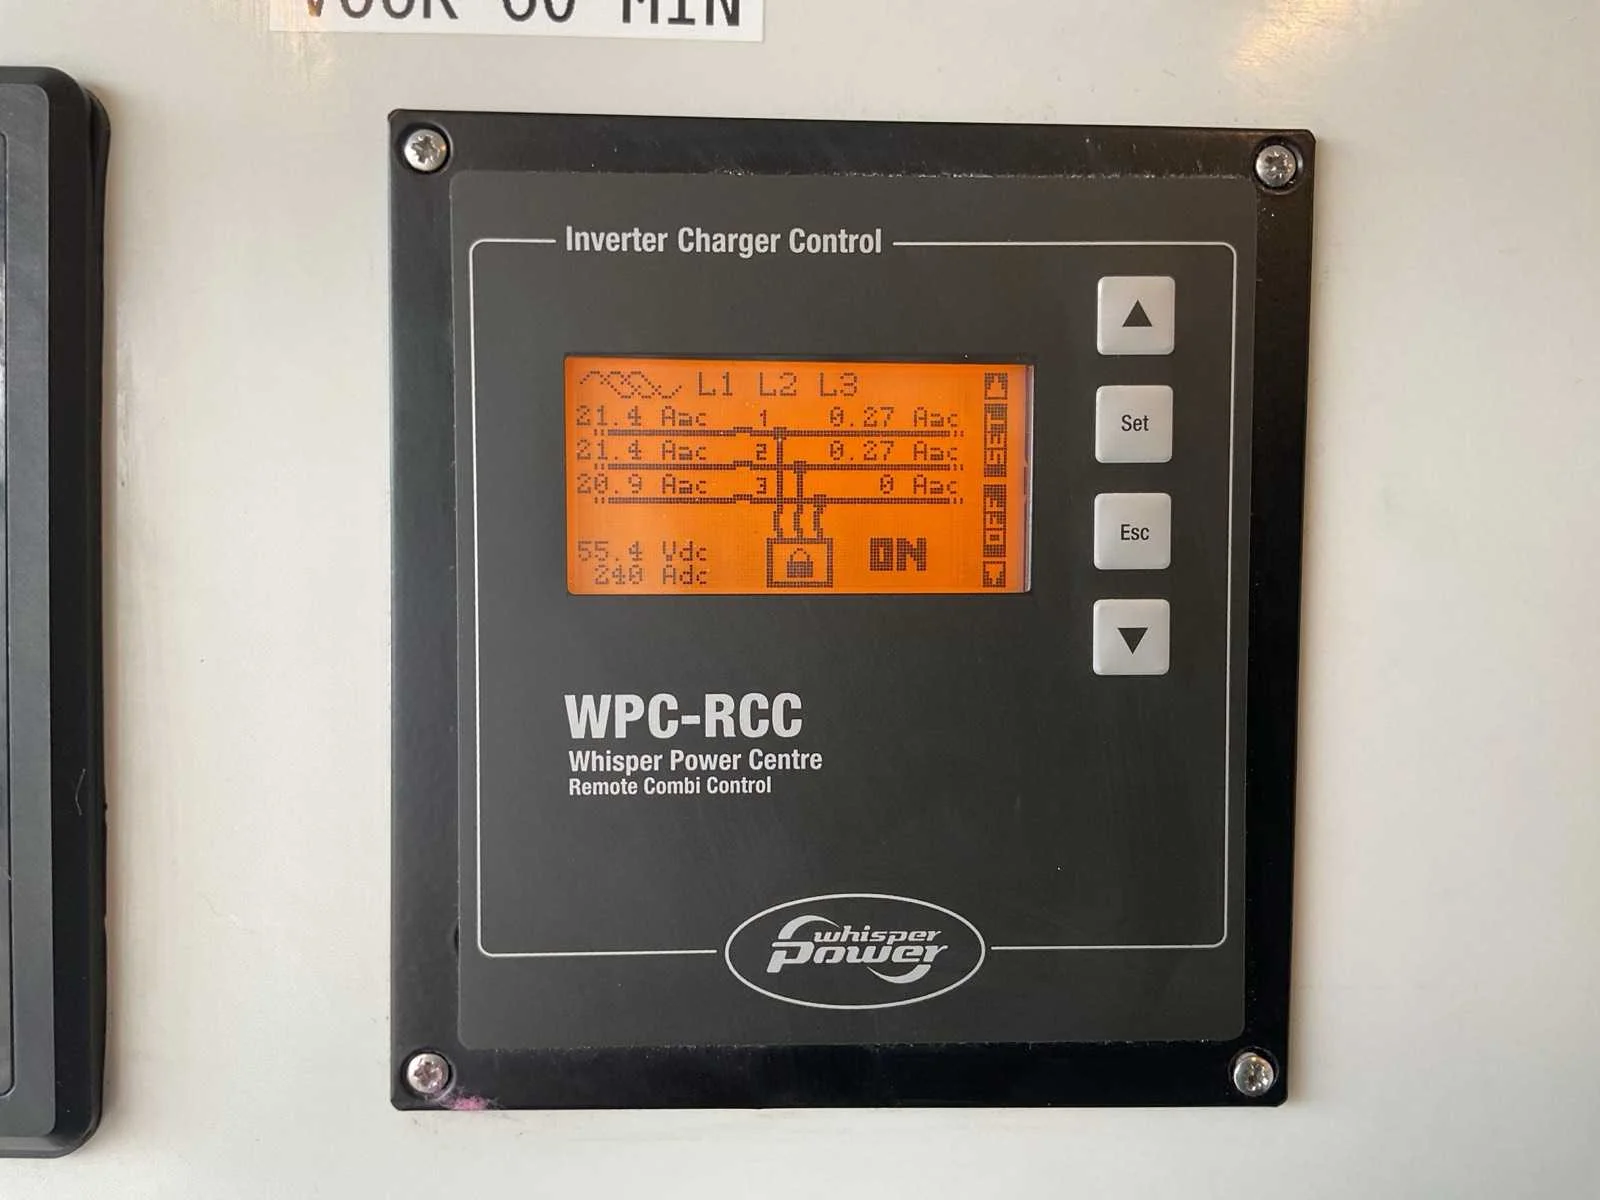 VOOR 60 MIN
Inverter Charger Control
L1 L2 L3
21.4 Aac 1 0.27 Aac
21.4 Aac 2 0.27 Aac
20.9 Aac 3 0 Aac
55.4 Vdc
240 Adc
ON
Set
Esc
WPC-RCC
Whisper Power Centre
Remote Combi Control
whisper
Power